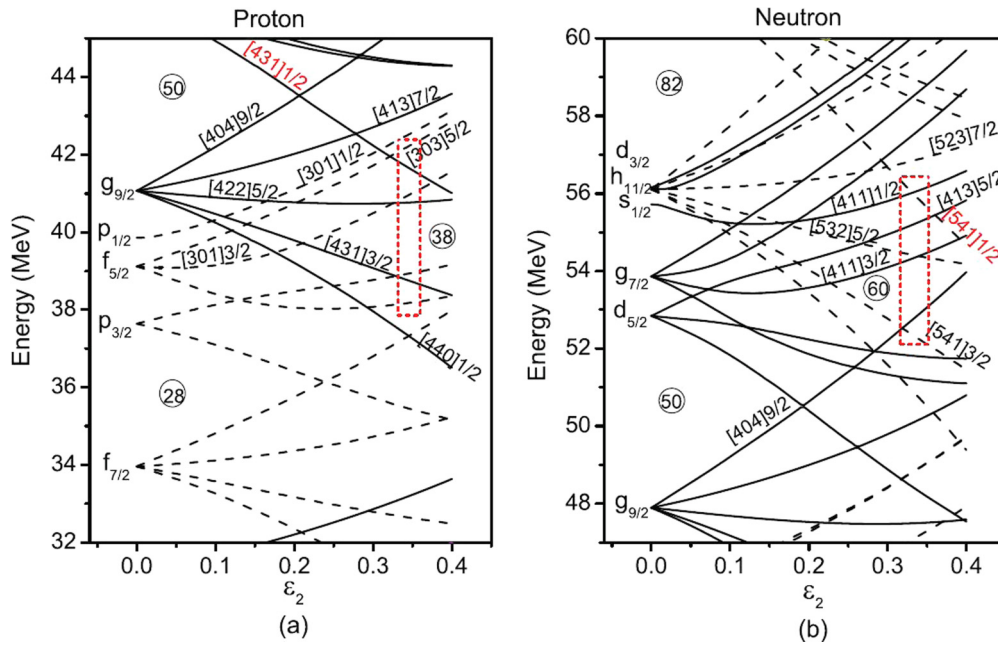 Proton
[431]1/2
50
[404]9/2
[413]7/2
[301]1/2
[303]5/2
g9/2
[422]5/2
p1/2
38
f5/2
[301]3/2
[431]3/2
p3/2
[440]1/2
28
f7/2
44
42
40
38
36
34
32
Energy (MeV)
0.0 0.1 0.2 0.3 0.4
ε2
(a)
Neutron
82
d3/2
[523]7/2
h11/2
s1/2
[411]1/2
[413]5/2
[532]5/2
[541]1/2
[411]3/2
g7/2
60
d5/2
[541]3/2
50
[404]9/2
g9/2
60
58
56
54
52
50
48
Energy (MeV)
0.0 0.1 0.2 0.3 0.4
ε2
(b)